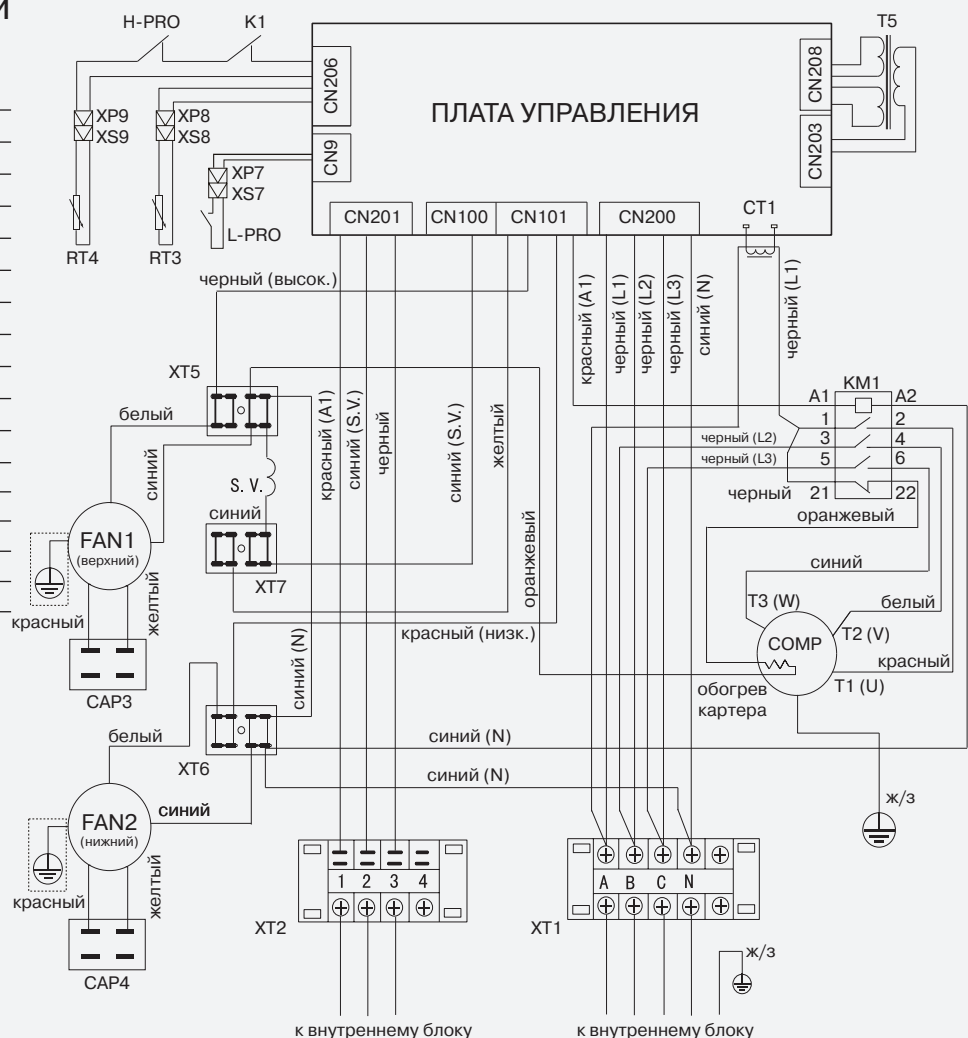 И
H-PRO
K1
T5
CN206
CN208
ПЛАТА УПРАВЛЕНИЯ
XP9
XS9
XP8
XS8
CN9
CN203
XP7
XS7
L-PRO
RT4
RT3
CN201
CN100
CN101
CN200
CT1
черный (высок.)
красный (A1)
черный (L1)
черный (L2)
черный (L3)
синий (N)
черный (L1)
XT5
белый
синий
S. V.
синий
XT7
красный (A1)
синий (S.V.)
черный
синий (S.V.)
желтый
оранжевый
KM1
A1
A2
1
2
черный (L2)
3
4
черный (L3)
5
6
черный
21
22
оранжевый
синий
белый
красный
T3 (W)
COMP
T2 (V)
T1 (U)
обогрев
картера
FAN1
(верхний)
красный
желтый
CAP3
красный (низк.)
синий (N)
белый
XT6
синий (N)
синий (N)
синий
FAN2
(нижний)
красный
желтый
CAP4
ж/з
1 2 3 4
XT2
A B C N
XT1
ж/з
к внутреннему блоку
к внутреннему блоку